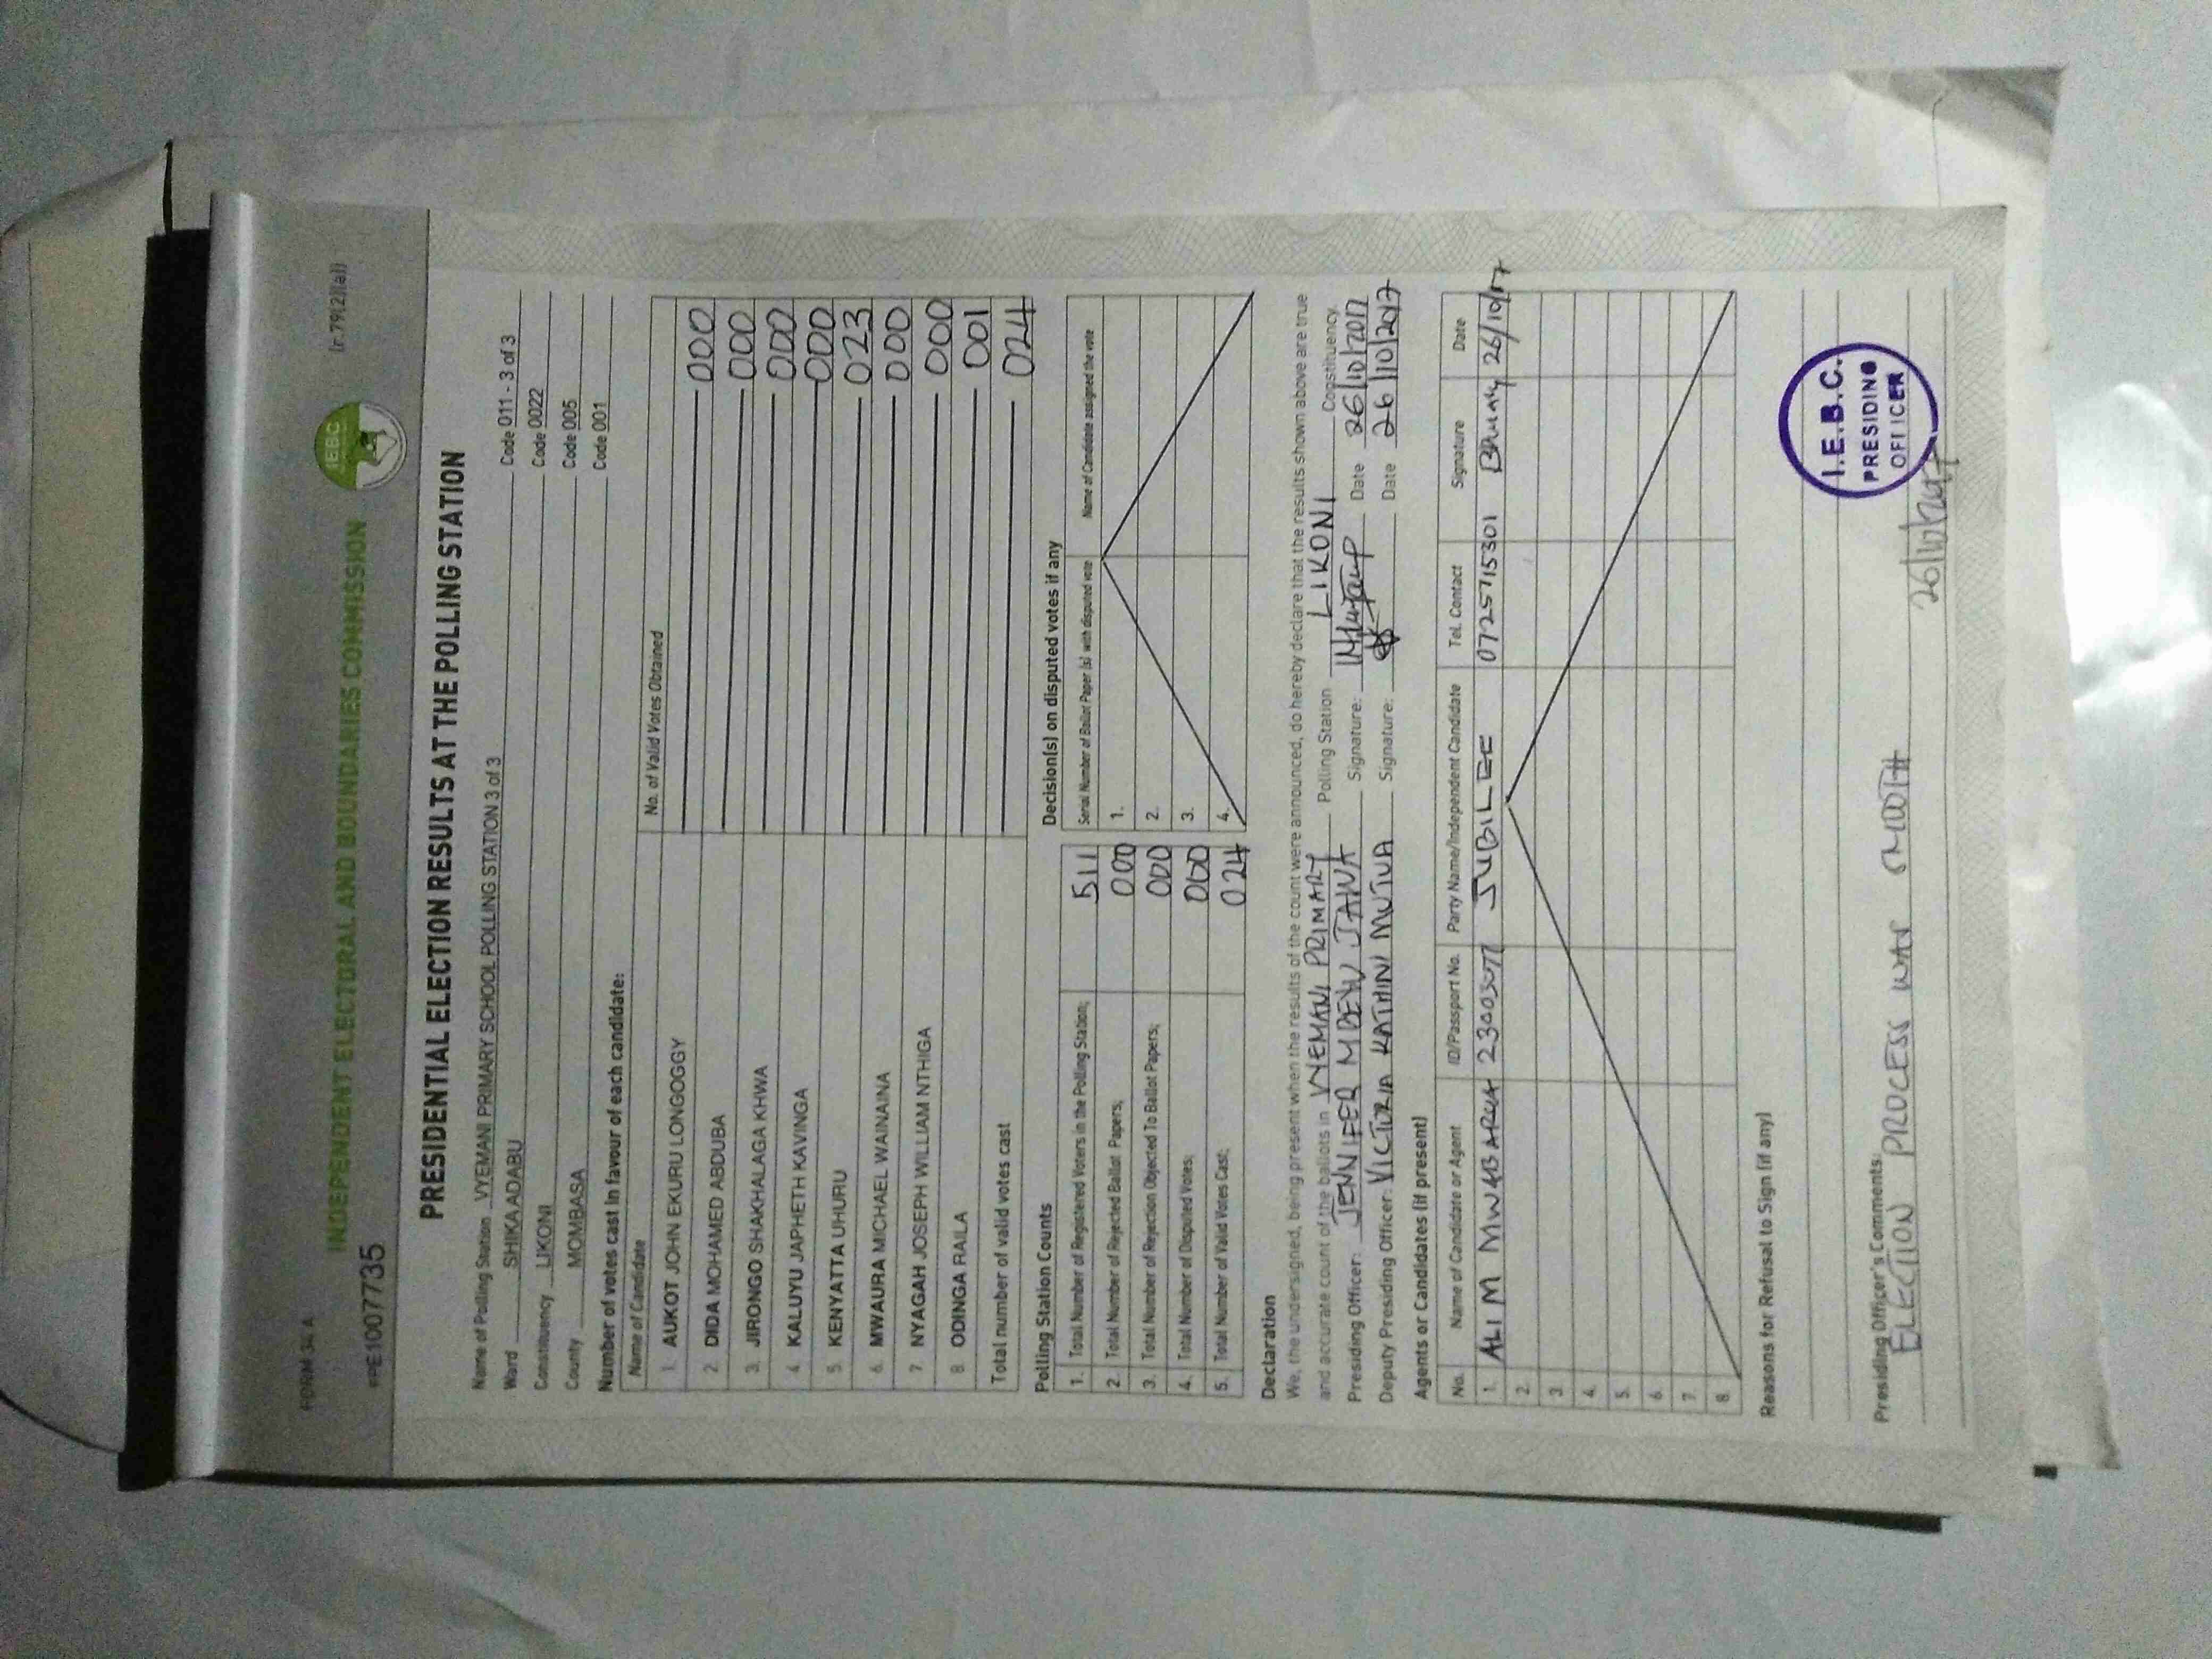 FORM 34 A
(r.79(2)(a))
INDEPENDENT ELECTORAL AND BOUNDARIES COMMISSION
IEBC
PPE10077735
PRESIDENTIAL ELECTION RESULTS AT THE POLLING STATION
Name of Polling Station VYEMANI PRIMARY SCHOOL POLLING STATION 3 of 3 Code 011 - 3 of 3
Ward SHIKA ADABU Code 0022
Constituency LIKONI Code 005
County MOMBASA Code 001
Number of votes cast in favour of each candidate:
Name of Candidate No. of Valid Votes Obtained
1. AUKOT JOHN EKURU LONGOGGY 000
2. DIDA MOHAMED ABDUBA 000
3. JIRONGO SHAKHALAGA KHWA 000
4. KALUYU JAPHETH KAVINGA 000
5. KENYATTA UHURU 023
6. MWAURA MICHAEL WAINAINA 000
7. NYAGAH JOSEPH WILLIAM NTHIGA 000
8. ODINGA RAILA 001
Total number of valid votes cast 024
Polling Station Counts
1. Total Number of Registered Voters in the Polling Station; 511
2. Total Number of Rejected Ballot Papers; 000
3. Total Number of Rejection Objected To Ballot Papers; 000
4. Total Number of Disputed Votes; 000
5. Total Number of Valid Votes Cast; 024
Decision(s) on disputed votes if any
Serial Number of Ballot Paper (s) with disputed vote Name of Candidate assigned the vote
1.
2.
3.
4.
Declaration
We, the undersigned, being present when the results of the count were announced, do hereby declare that the results shown above are true
and accurate count of the ballots in VYEMANI PRIMARY Polling Station LIKONI Constituency.
Presiding Officer: JENNIFER MBEYU JAWA Signature: Date 26/10/2017
Deputy Presiding Officer: VICTORIA KATHINI MUTUA Signature: Date 26/10/2017
Agents or Candidates (if present)
No. Name of Candidate or Agent ID/Passport No. Party Name/Independent Candidate Tel. Contact Signature Date
1. ALI M MWABARUA 23003077 JUBILEE 0725715301 26/10/17
2.
3.
4.
5.
6.
7.
8.
Reasons for Refusal to Sign (if any)
Presiding Officer's Comments:
ELECTION PROCESS WAS SMOOTH
26/10/2017
I.E.B.C.
PRESIDING
OFFICER